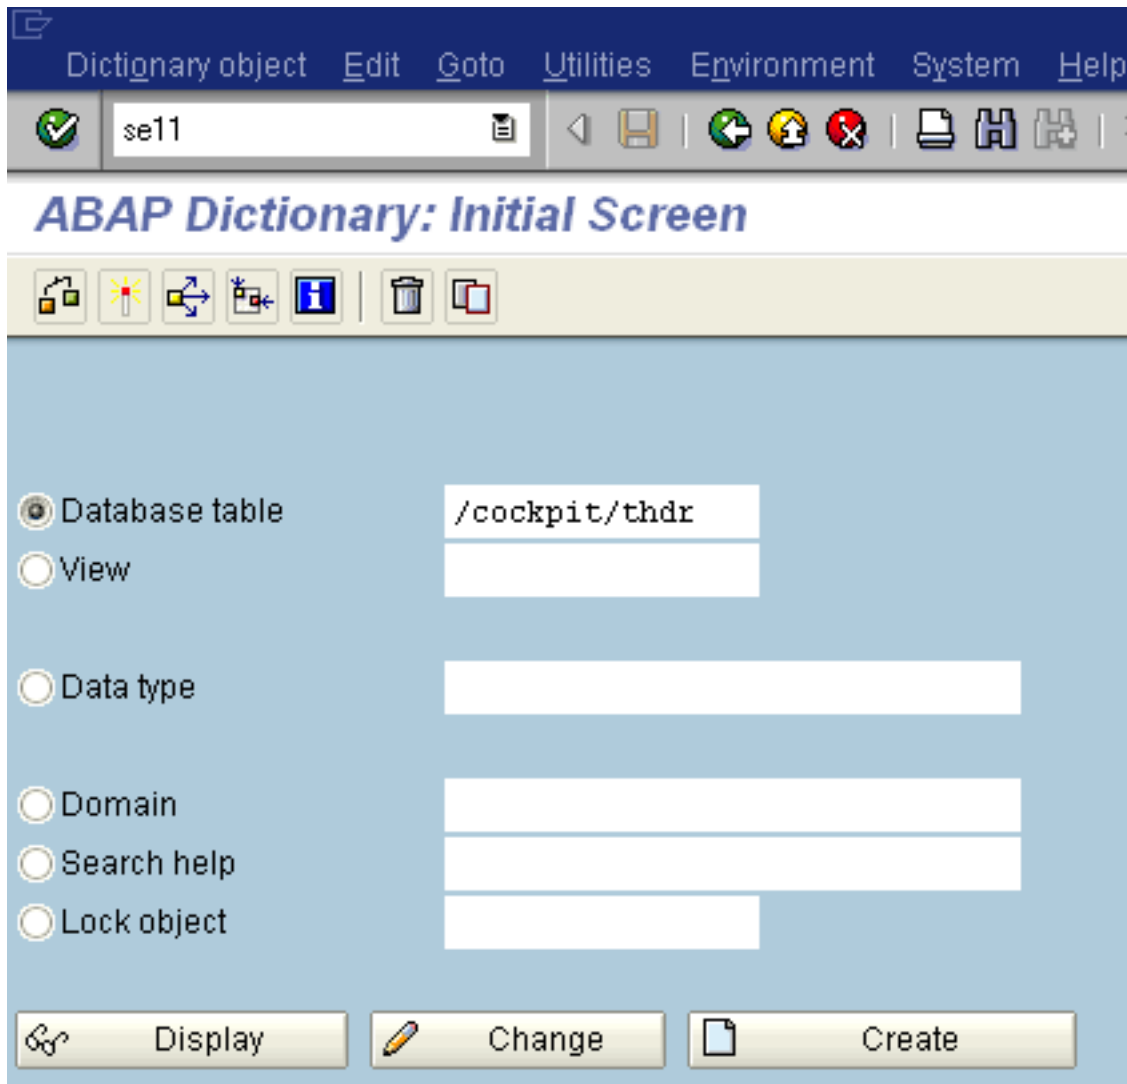 Dictionary object Edit Goto Utilities Environment System Help
se11
ABAP Dictionary: Initial Screen
Database table /cockpit/thdr
View
Data type
Domain
Search help
Lock object
Display Change Create